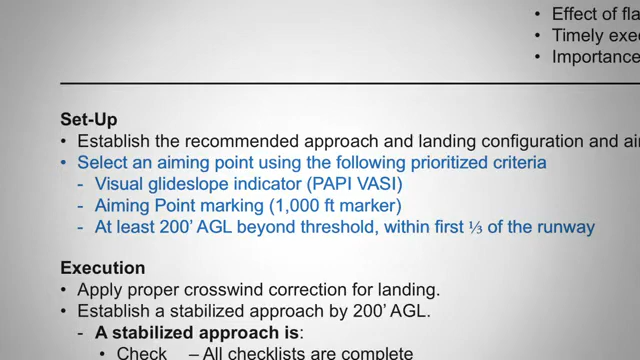 • Effect of
• Timely
• Importance
Set-Up
• Establish the recommended approach and landing configuration and
• Select an aiming point using the following prioritized criteria
- Visual glideslope indicator (PAPI VASI)
- Aiming Point marking (1,000 ft marker)
- At least 200’ AGL beyond threshold, within first ⅓ of the runway
Execution
• Apply proper crosswind correction for landing.
• Establish a stabilized approach by 200’ AGL.
- A stabilized approach is:
• Check – All checklists are complete